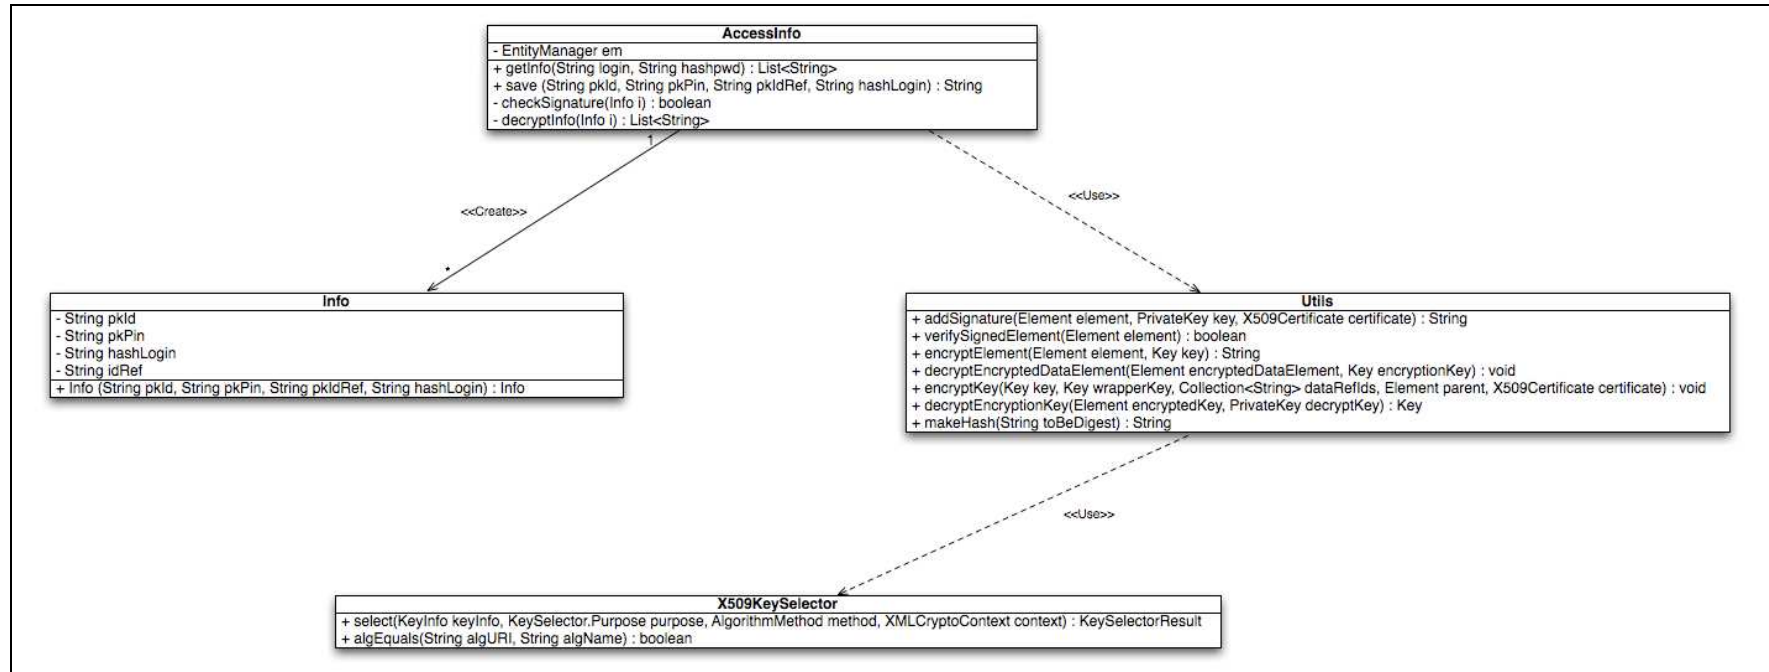 AccessInfo
- EntityManager em
+ getInfo(String login, String hashpwd) : List<String>
+ save (String pkId, String pkPin, String pkIdRef, String hashLogin) : String
- checkSignature(Info i) : boolean
- decryptInfo(Info i) : List<String>
1
<<Use>>
<<Create>>
*
Info
- String pkId
- String pkPin
- String hashLogin
- String idRef
+ Info (String pkId, String pkPin, String pkIdRef, String hashLogin) : Info
Utils
+ addSignature(Element element, PrivateKey key, X509Certificate certificate) : String
+ verifySignedElement(Element element) : boolean
+ encryptElement(Element element, Key key) : String
+ decryptEncryptedDataElement(Element encryptedDataElement, Key encryptionKey) : void
+ encryptKey(Key key, Key wrapperKey, Collection<String> dataRefIds, Element parent, X509Certificate certificate) : void
+ decryptEncryptionKey(Element encryptedKey, PrivateKey decryptKey) : Key
+ makeHash(String toBeDigest) : String
<<Use>>
X509KeySelector
+ select(KeyInfo keyInfo, KeySelector.Purpose purpose, AlgorithmMethod method, XMLCryptoContext context) : KeySelectorResult
+ algEquals(String algURI, String algName) : boolean